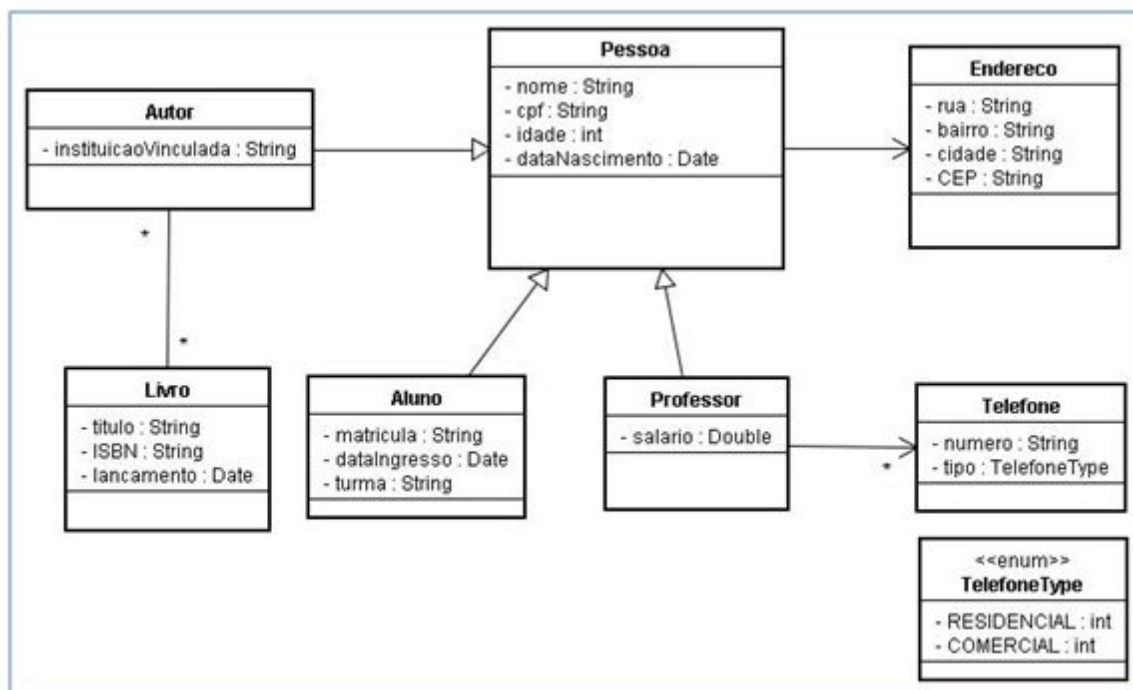 Pessoa
- nome : String
- cpf : String
- idade : int
- dataNascimento : Date
Endereco
- rua : String
- bairro : String
- cidade : String
- CEP : String
Autor
- instituicaoVinculada : String
*
*
Livro
- titulo : String
- ISBN : String
- lancamento : Date
Aluno
- matricula : String
- dataIngresso : Date
- turma : String
Professor
- salario : Double
*
Telefone
- numero : String
- tipo : TelefoneType
<<enum>>
TelefoneType
- RESIDENCIAL : int
- COMERCIAL : int